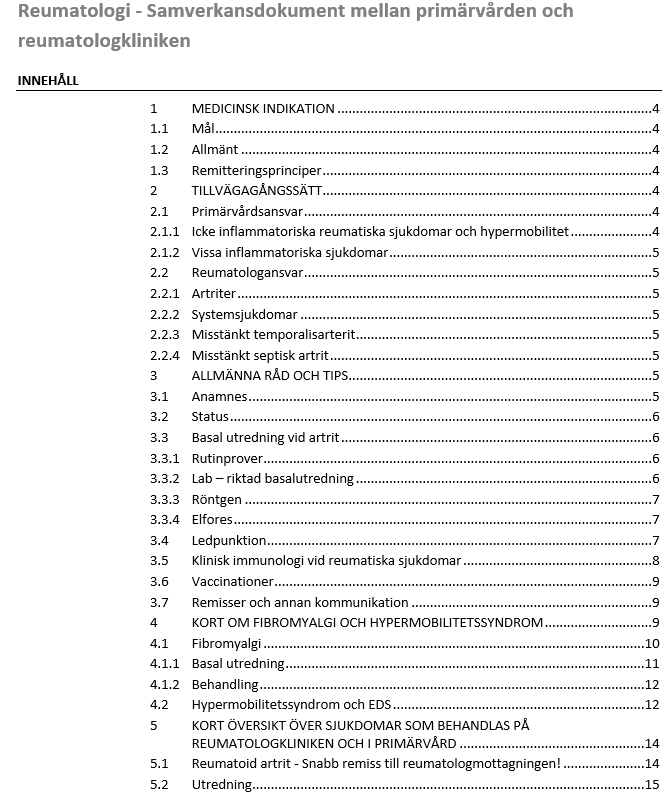 Reumatologi - Samverkansdokument mellan primärvården och
reumatologkliniken
INNEHÅLL
1 MEDICINSK INDIKATION 4
1.1 Mål 4
1.2 Allmänt 4
1.3 Remitteringsprinciper 4
2 TILLVÄGAGÅNGSSÄTT 4
2.1 Primärvårdsansvar 4
2.1.1 Icke inflammatoriska reumatiska sjukdomar och hypermobilitet 4
2.1.2 Vissa inflammatoriska sjukdomar 5
2.2 Reumatologansvar 5
2.2.1 Artriter 5
2.2.2 Systemsjukdomar 5
2.2.3 Misstänkt temporalisarterit 5
2.2.4 Misstänkt septisk artrit 5
3 ALLMÄNNA RÅD OCH TIPS 5
3.1 Anamnes 5
3.2 Status 6
3.3 Basal utredning vid artrit 6
3.3.1 Rutinprover 6
3.3.2 Lab – riktad basalutredning 6
3.3.3 Röntgen 7
3.3.4 Elfores 7
3.4 Ledpunktion 7
3.5 Klinisk immunologi vid reumatiska sjukdomar 8
3.6 Vaccinationer 9
3.7 Remisser och annan kommunikation 9
4 KORT OM FIBROMYALGI OCH HYPERMOBILITETSSYNDROM 9
4.1 Fibromyalgi 10
4.1.1 Basal utredning 11
4.1.2 Behandling 12
4.2 Hypermobilitetssyndrom och EDS 12
5 KORT ÖVERSIKT ÖVER SJUKDOMAR SOM BEHANDLAS PÅ
REUMATOLOGKLINIKEN OCH I PRIMÄRVÅRD 14
5.1 Reumatoid artrit - Snabb remiss till reumatologmottagningen! 14
5.2 Utredning 15